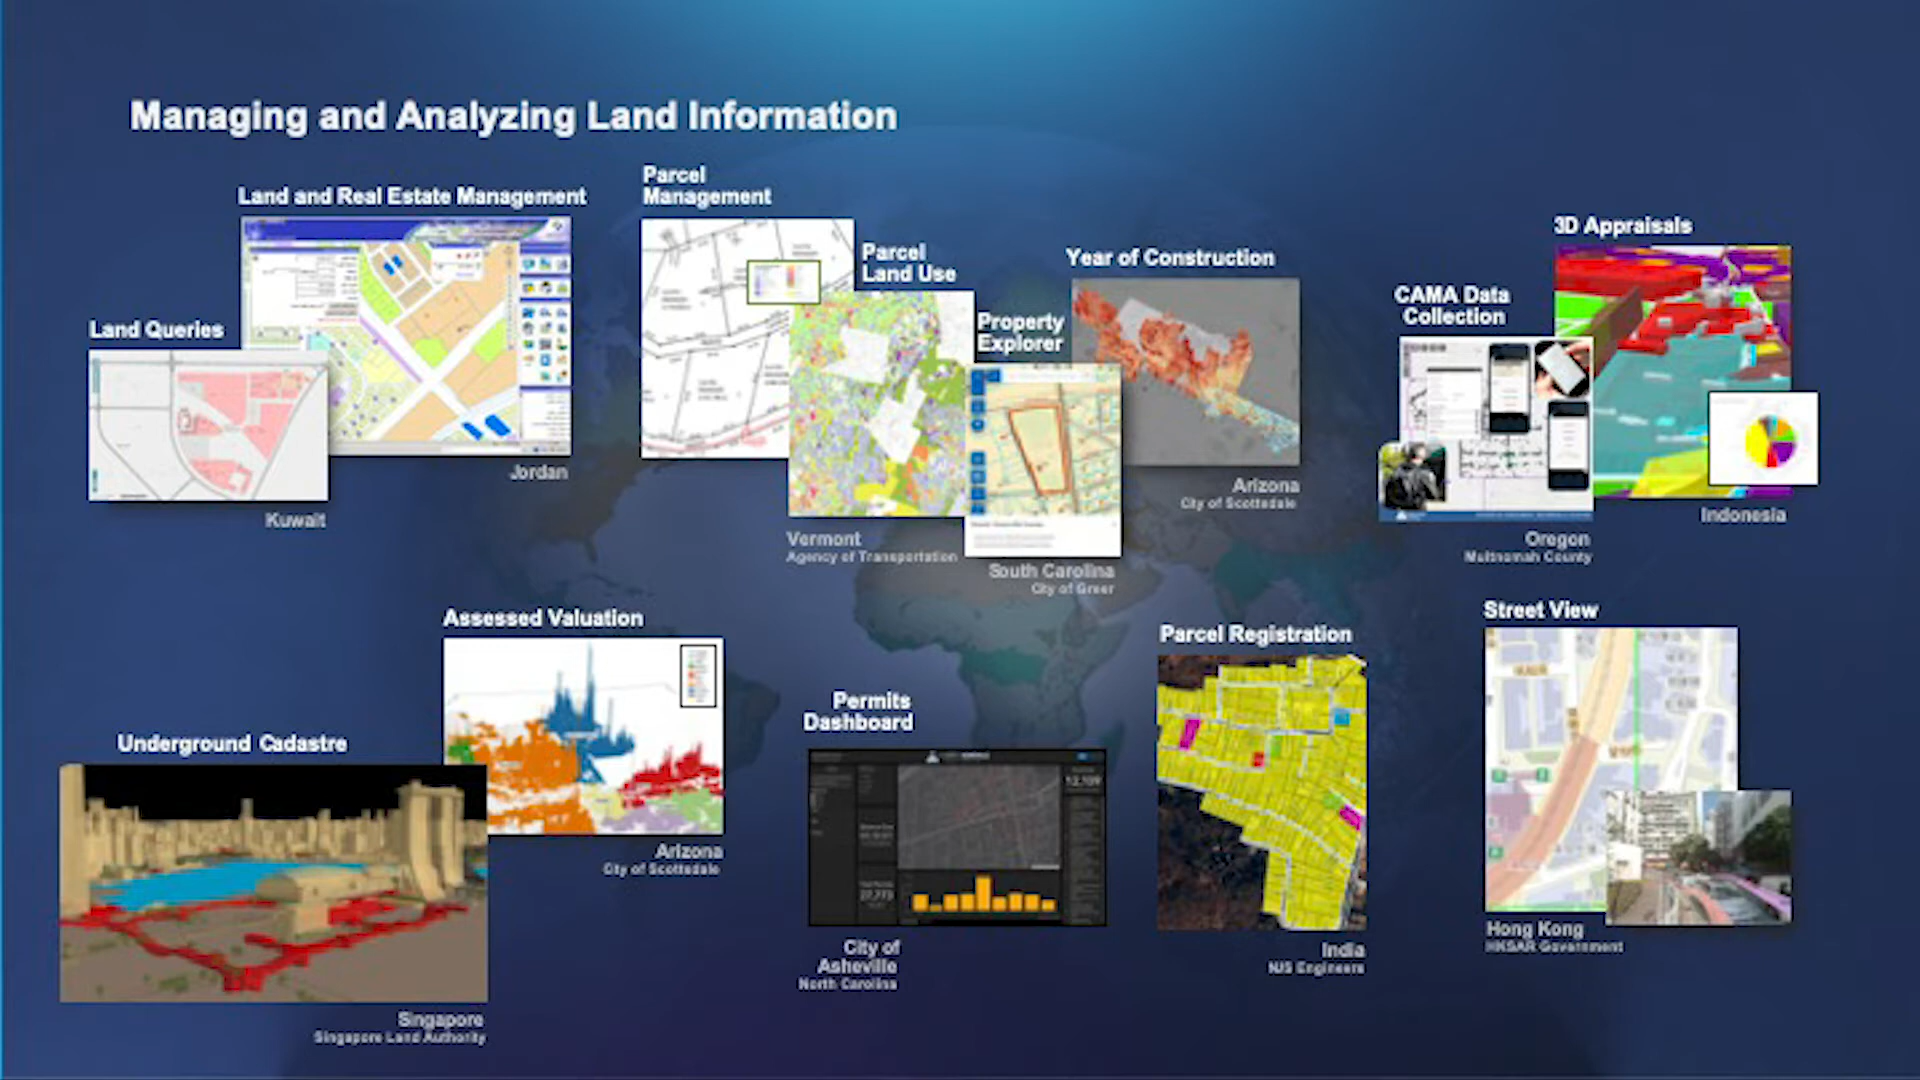 Managing and Analyzing Land Information
Land and Real Estate Management
Jordan
Land Queries
Kuwait
Parcel
Management
Parcel
Land Use
Vermont
Agency of Transportation
Property
Explorer
South Carolina
City of Greer
Year of Construction
Arizona
City of Scottsdale
CAMA Data
Collection
Oregon
Multnomah County
3D Appraisals
Indonesia
Underground Cadastre
Singapore
Singapore Land Authority
Assessed Valuation
Arizona
City of Scottsdale
Permits
Dashboard
City of
Asheville
North Carolina
Parcel Registration
India
NJS Engineers
Street View
Hong Kong
HKSAR Government